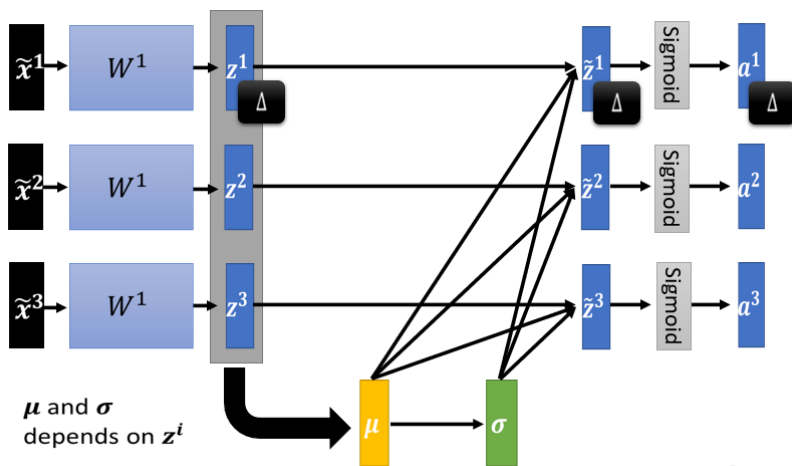 x̃¹ W¹ z¹ z̃¹ Sigmoid a¹
Δ Δ Δ
x̃² W¹ z² z̃² Sigmoid a²
x̃³ W¹ z³ z̃³ Sigmoid a³
μ and σ
depends on zⁱ
μ σ